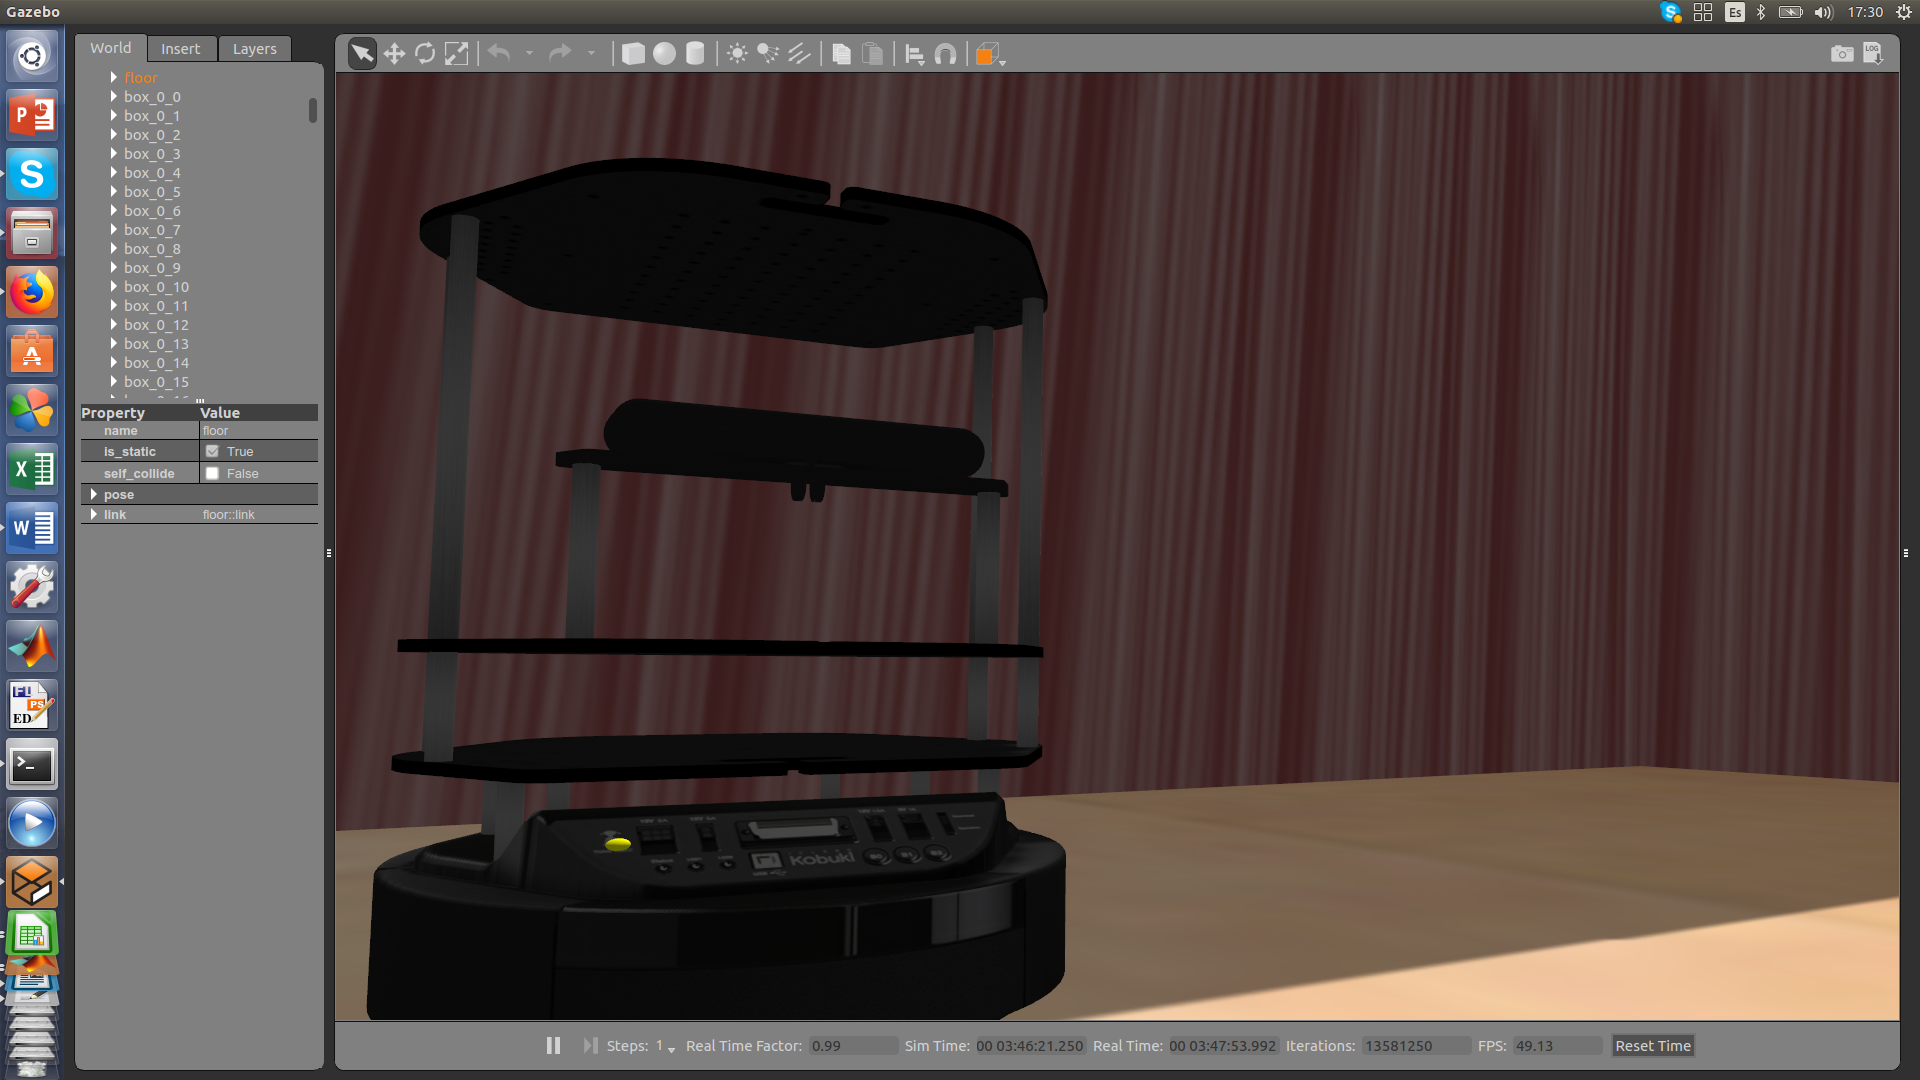 Gazebo
Es
17:30
World
Insert
Layers
LOG
floor
box_0_0
box_0_1
box_0_2
box_0_3
box_0_4
box_0_5
box_0_6
box_0_7
box_0_8
box_0_9
box_0_10
box_0_11
box_0_12
box_0_13
box_0_14
box_0_15
Property Value
name floor
is_static True
self_collide False
pose
link floor::link
Kobuki
Steps: 1 Real Time Factor: 0.99 Sim Time: 00 03:46:21.250 Real Time: 00 03:47:53.992 Iterations: 13581250 FPS: 49.13 Reset Time